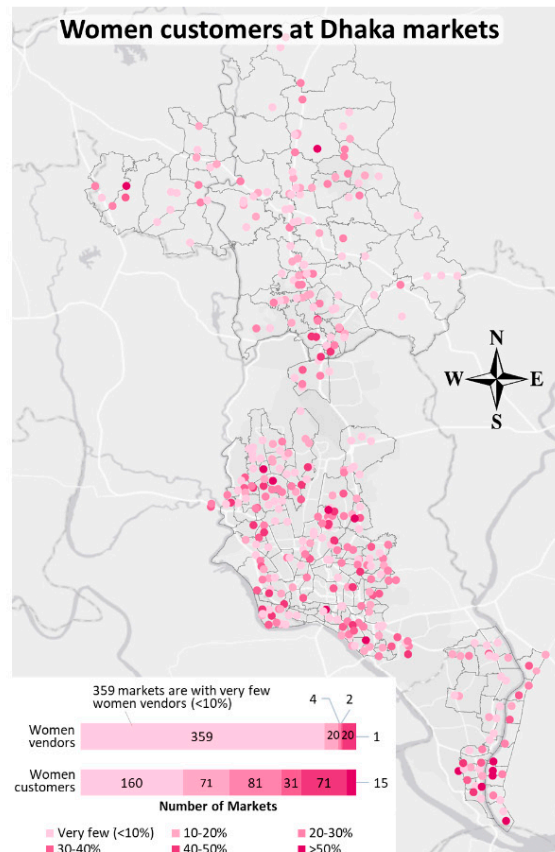 Women customers at Dhaka markets
N
W E
S
359 markets are with very few
women vendors (<10%)
4 2
Women
vendors
359 20 20 1
Women
customers
160 71 81 31 71 15
Number of Markets
Very few (<10%) 10-20% 20-30%
30-40% 40-50% >50%